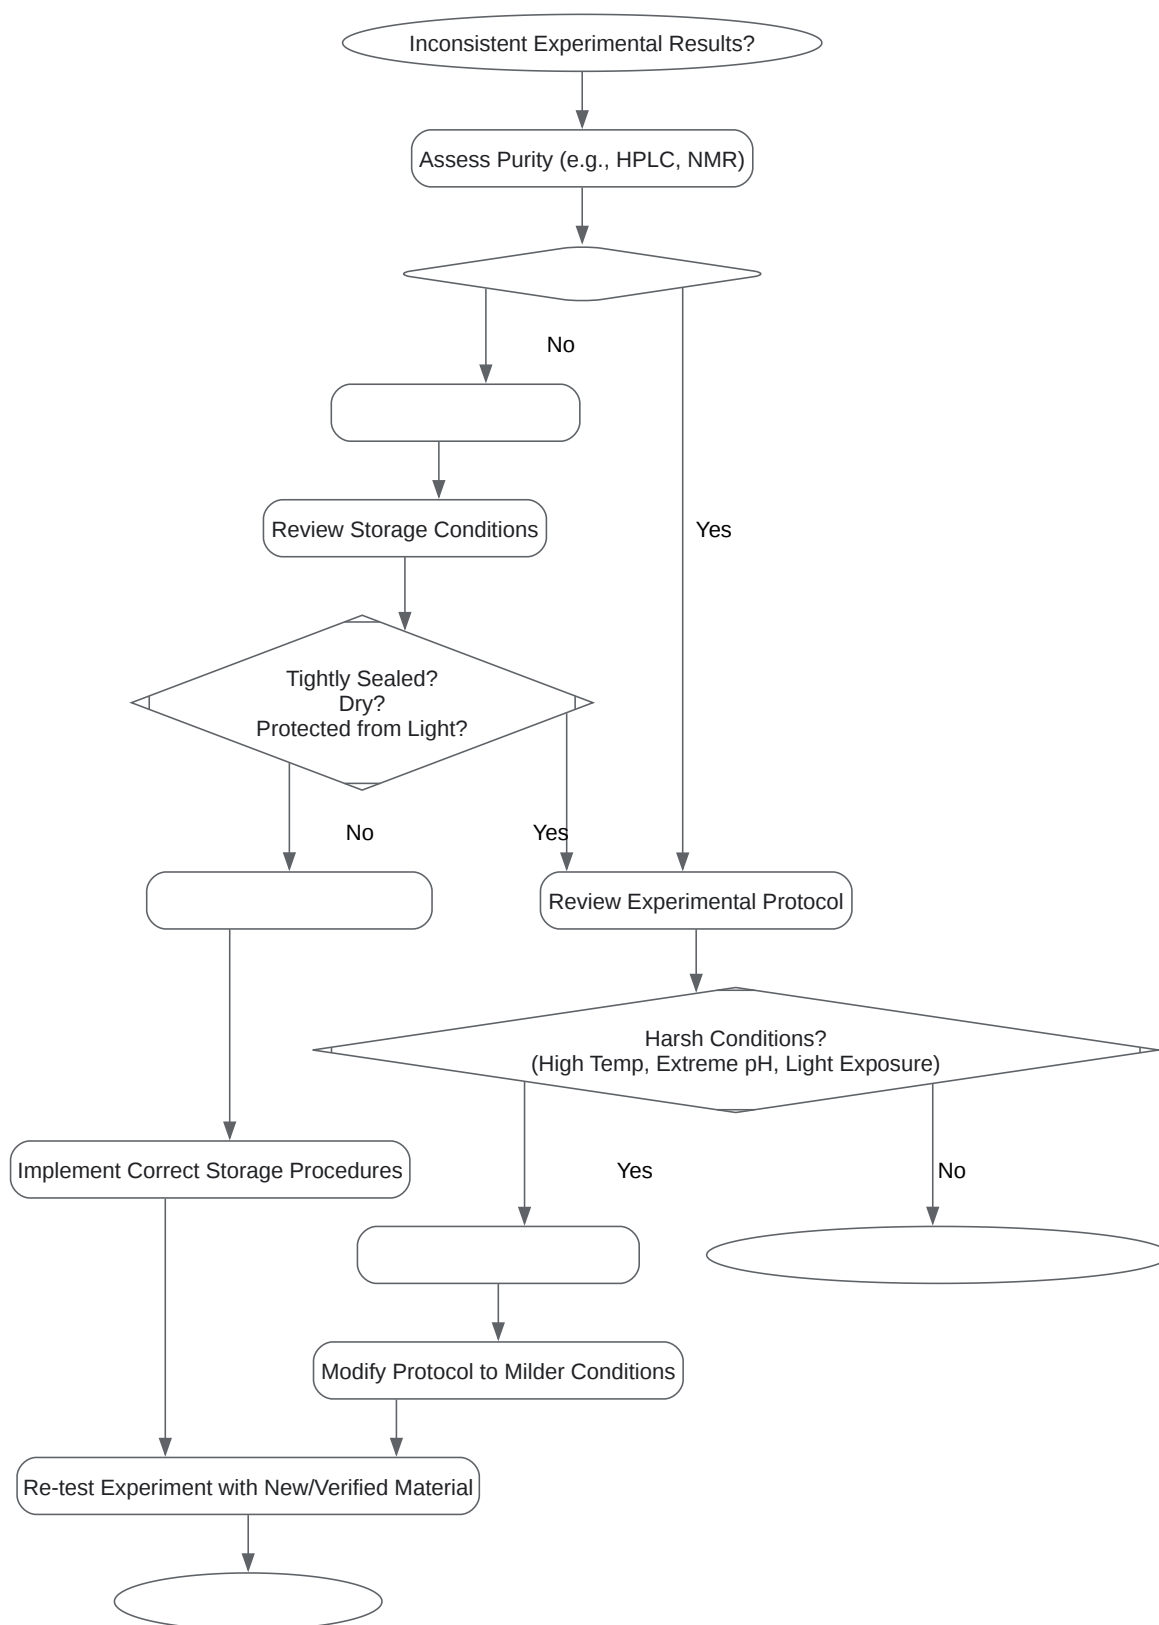 Inconsistent Experimental Results?
Assess Purity (e.g., HPLC, NMR)
No
Review Storage Conditions
Yes
Tightly Sealed?
Dry?
Protected from Light?
No
Yes
Review Experimental Protocol
Harsh Conditions?
(High Temp, Extreme pH, Light Exposure)
Implement Correct Storage Procedures
Yes
No
Modify Protocol to Milder Conditions
Re-test Experiment with New/Verified Material